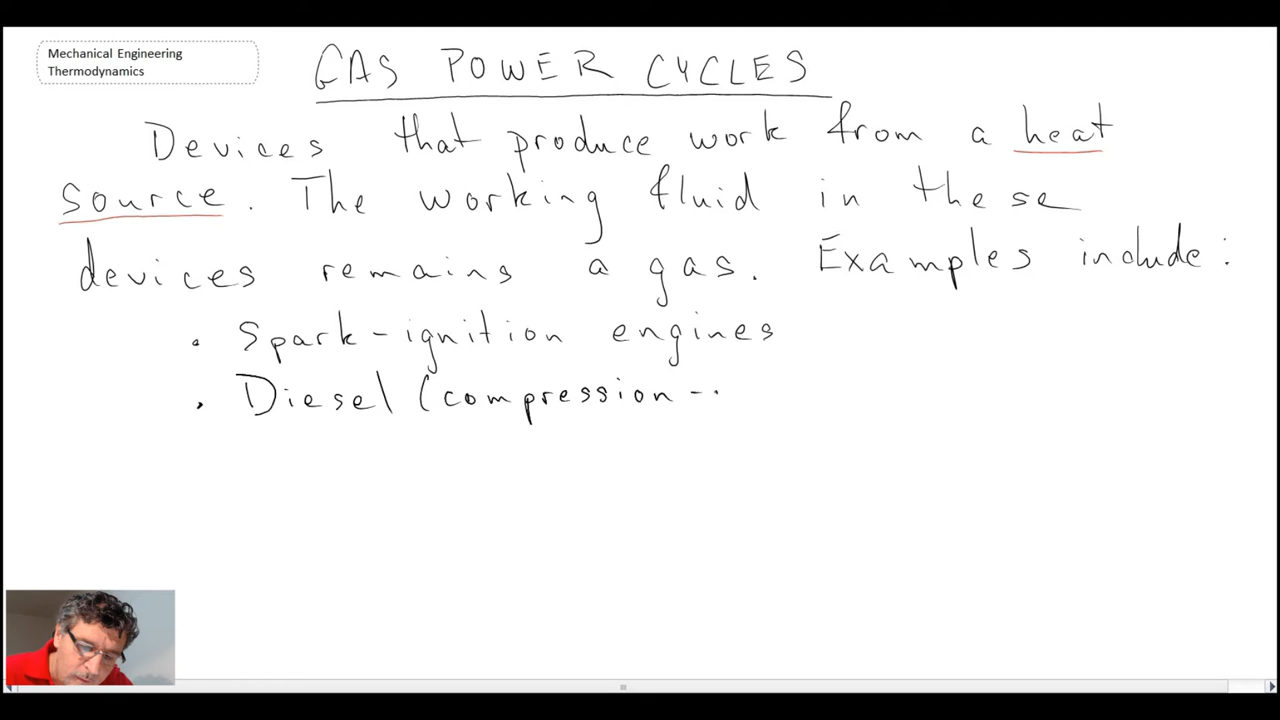 Mechanical Engineering
Thermodynamics
GAS POWER CYCLES
Devices that produce work from a heat
source. The working fluid in these
devices remains a gas. Examples include:
• Spark-ignition engines
• Diesel (compression-